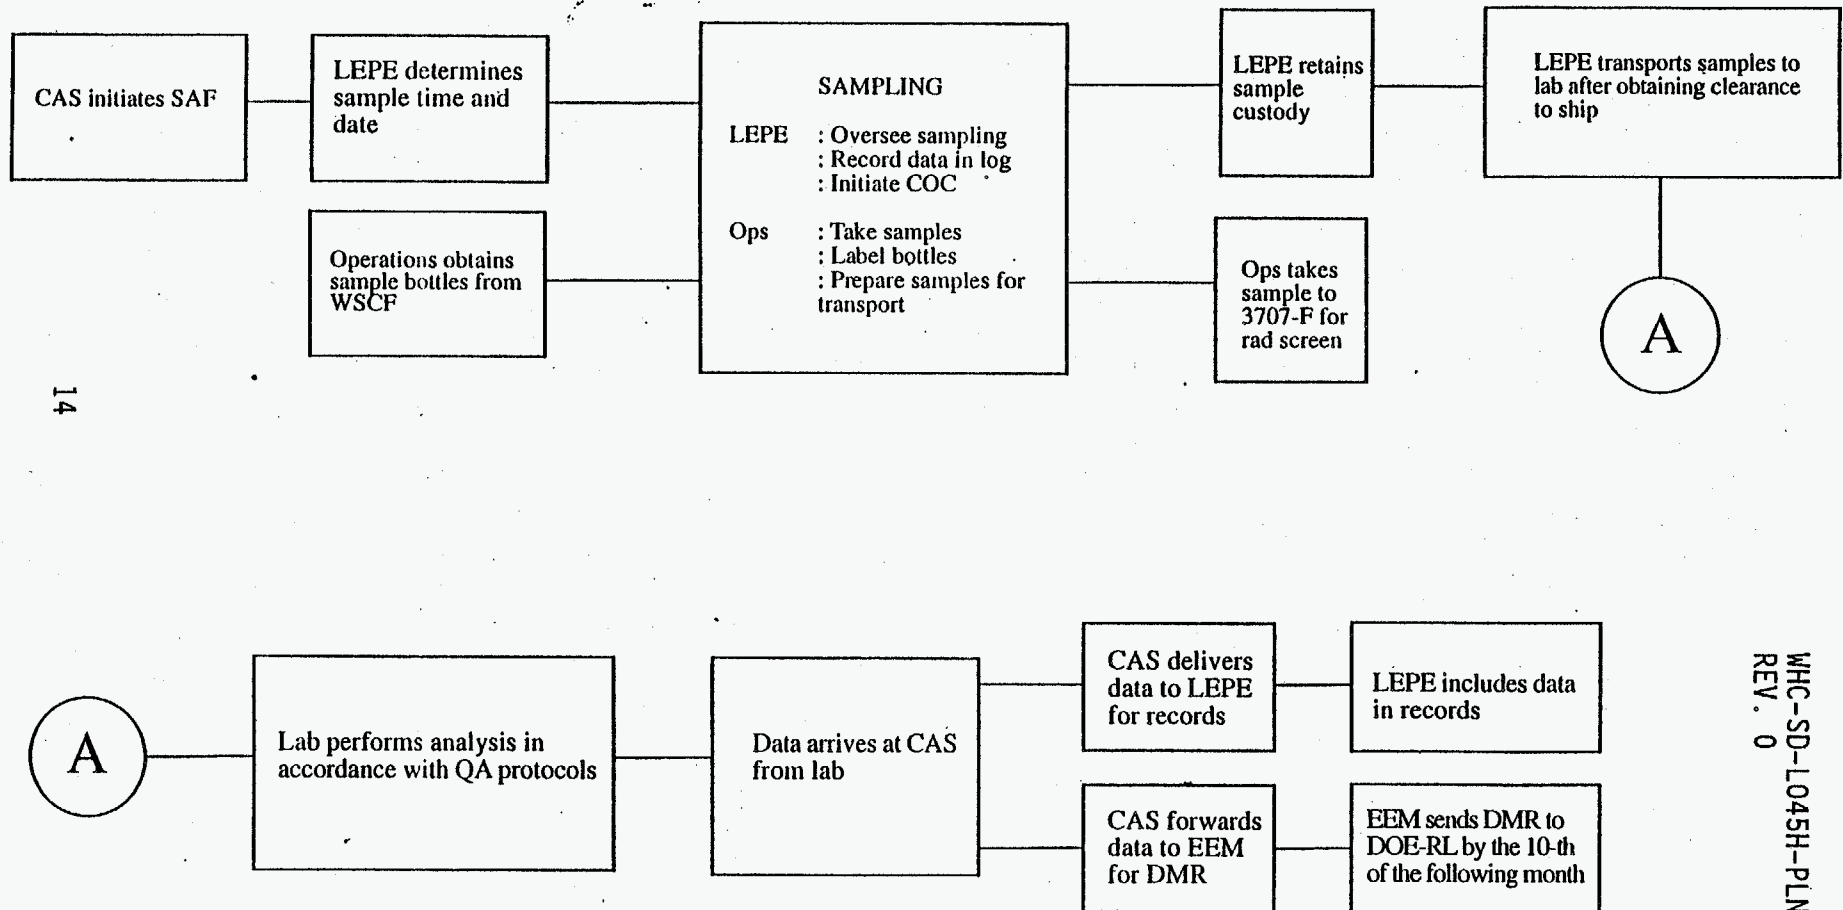 CAS initiates SAF
LEPE determines
sample time and
date
Operations obtains
sample bottles from
WSCF
SAMPLING
LEPE : Oversee sampling
: Record data in log
: Initiate COC
Ops : Take samples
: Label bottles
: Prepare samples for
transport
LEPE retains
sample
custody
Ops takes
sample to
3707-F for
rad screen
LEPE transports samples to
lab after obtaining clearance
to ship
A
14
A
Lab performs analysis in
accordance with QA protocols
Data arrives at CAS
from lab
CAS delivers
data to LEPE
for records
LEPE includes data
in records
CAS forwards
data to EEM
for DMR
EEM sends DMR to
DOE-RL by the 10-th
of the following month
WHC-SD-L045H-PLN
REV. 0